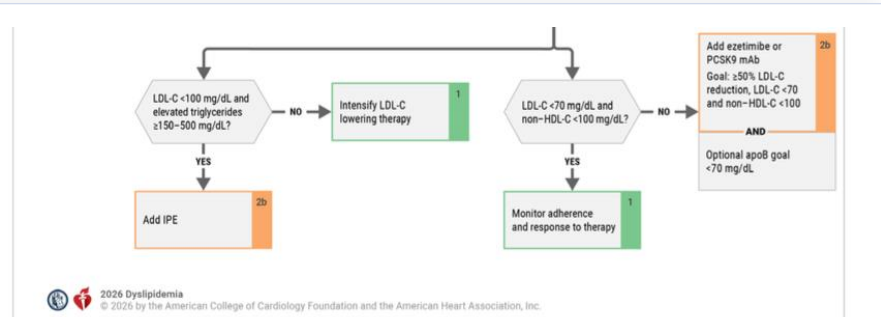 LDL-C <100 mg/dL and
elevated triglycerides
≥150–500 mg/dL?
NO
Intensify LDL-C
lowering therapy
1
YES
Add IPE
2b
LDL-C <70 mg/dL and
non–HDL-C <100 mg/dL?
NO
Add ezetimibe or
PCSK9 mAb
Goal: ≥50% LDL-C
reduction, LDL-C <70
and non-HDL-C <100
2b
AND
Optional apoB goal
<70 mg/dL
YES
Monitor adherence
and response to therapy
1
2026 Dyslipidemia
© 2026 by the American College of Cardiology Foundation and the American Heart Association, Inc.